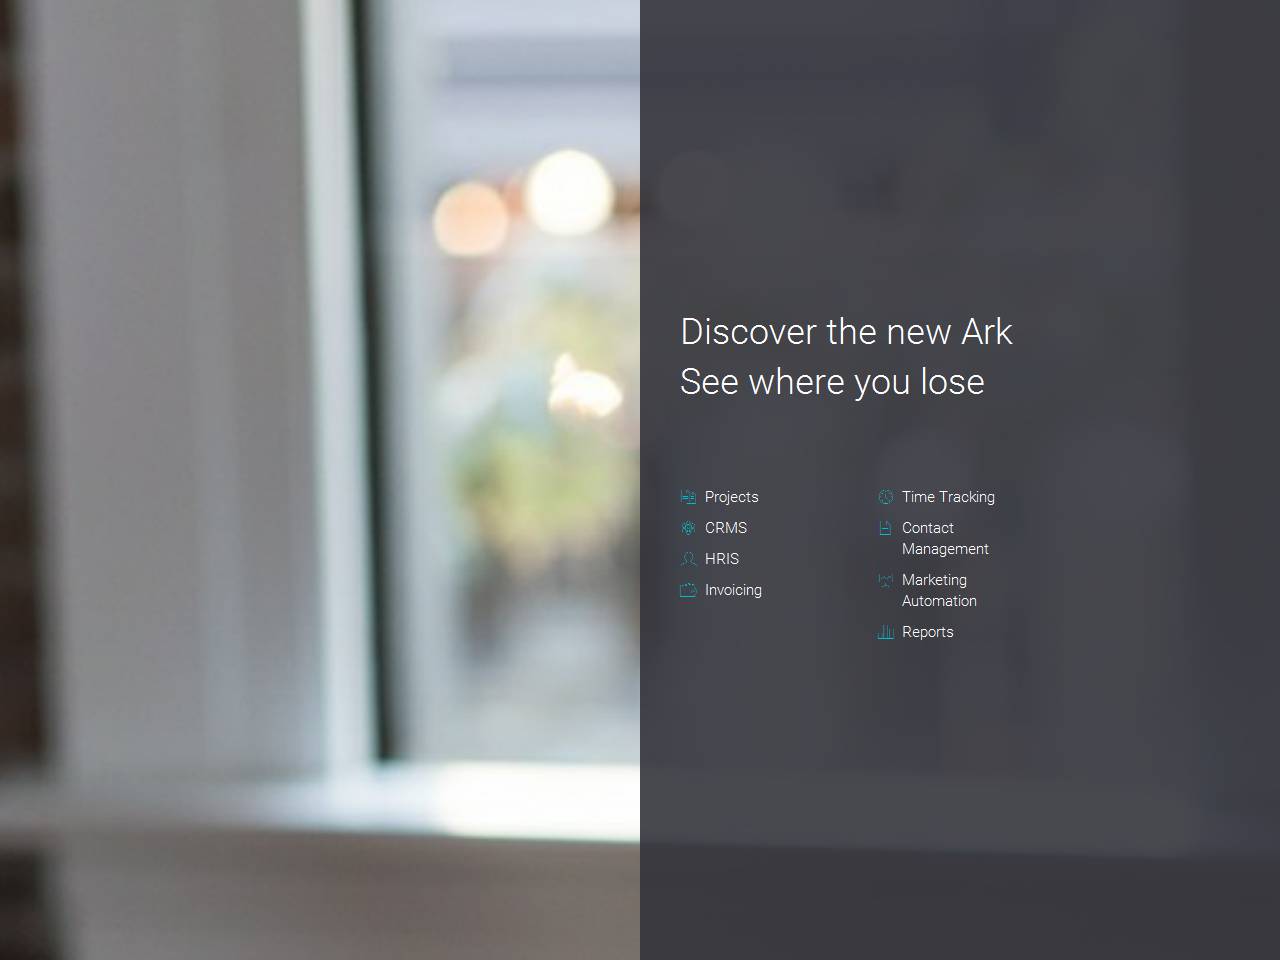 Discover the new Ark
See where you lose
Projects
CRMS
HRIS
Invoicing
Time Tracking
Contact
Management
Marketing
Automation
Reports